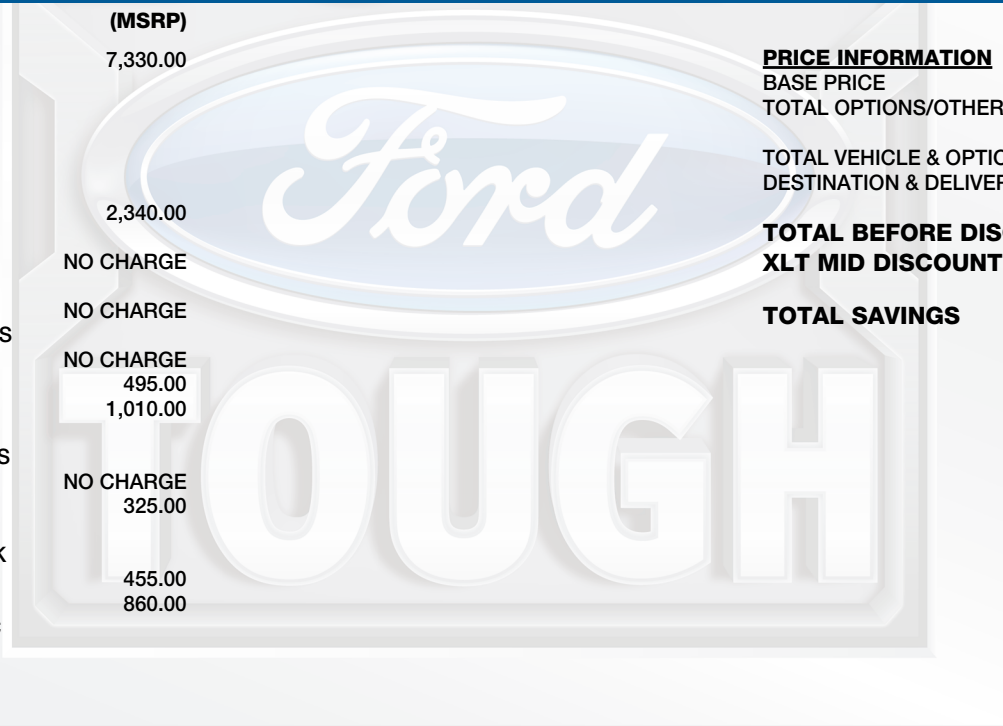 (MSRP)
7,330.00
2,340.00
NO CHARGE
NO CHARGE
S
NO CHARGE
495.00
1,010.00
S
NO CHARGE
325.00
K
455.00
860.00
PRICE INFORMATION
BASE PRICE
TOTAL OPTIONS/OTHER
TOTAL VEHICLE & OPTIO
DESTINATION & DELIVER
TOTAL BEFORE DIS
XLT MID DISCOUNT
TOTAL SAVINGS
Ford
TOUGH